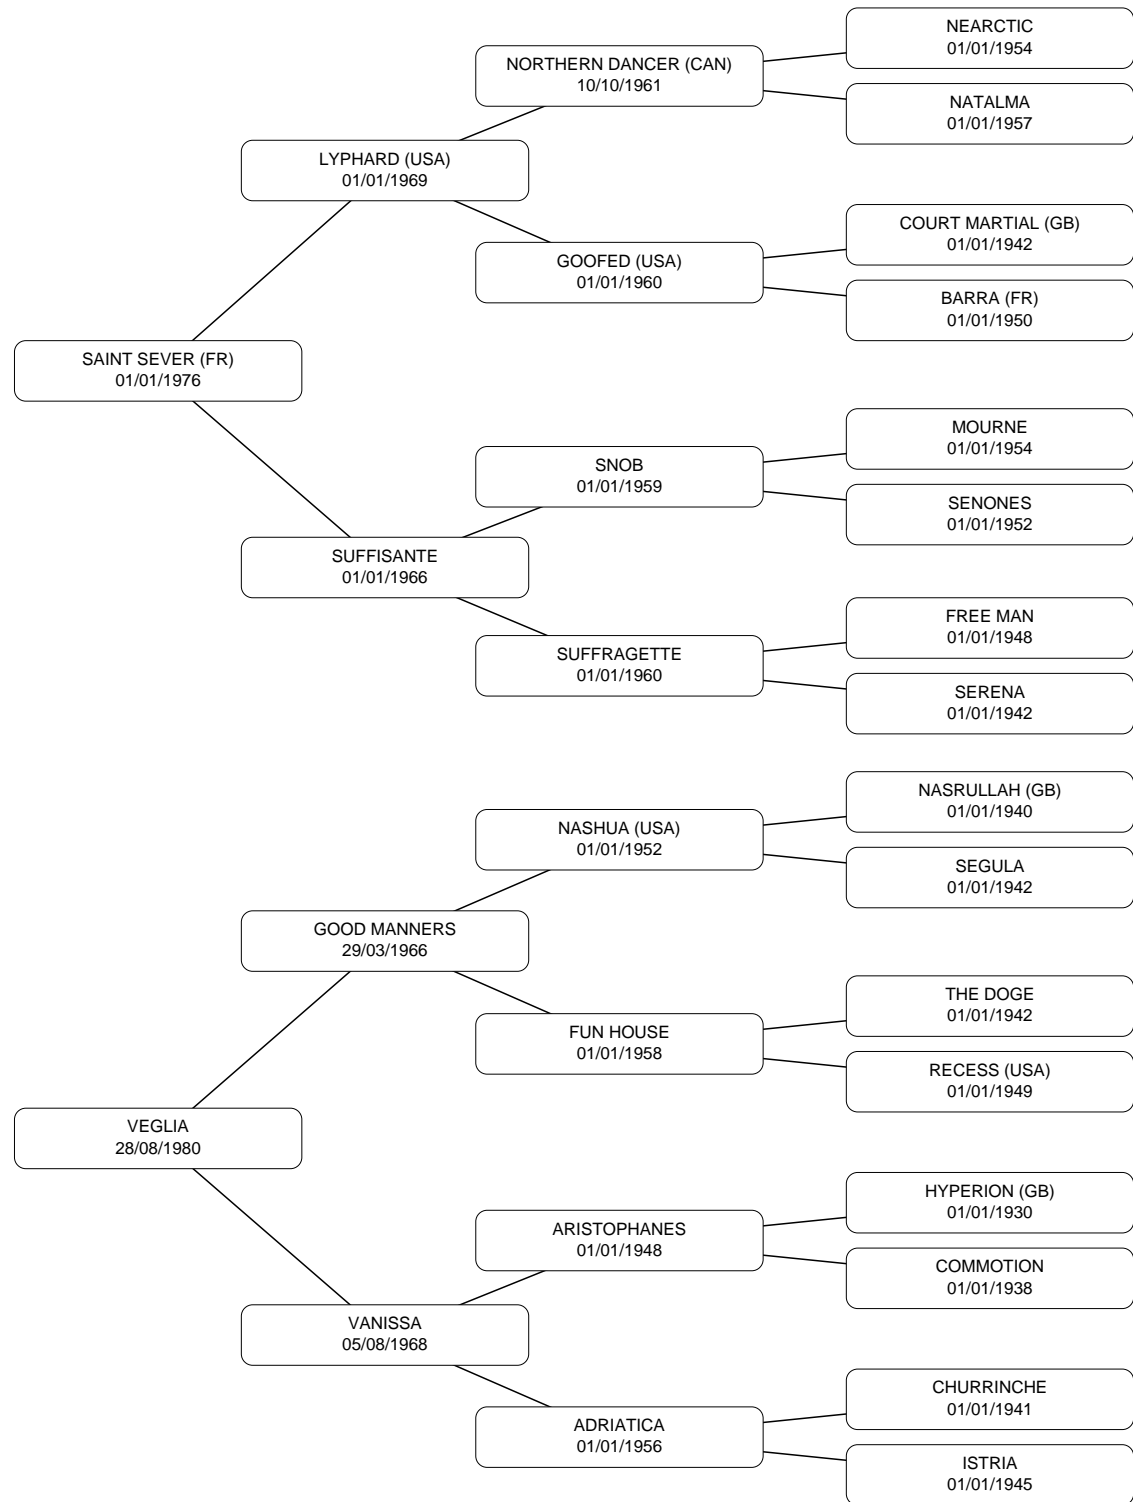 NEARCTIC
01/01/1954
NORTHERN DANCER (CAN)
10/10/1961
NATALMA
01/01/1957
LYPHARD (USA)
01/01/1969
COURT MARTIAL (GB)
01/01/1942
GOOFED (USA)
01/01/1960
BARRA (FR)
01/01/1950
SAINT SEVER (FR)
01/01/1976
MOURNE
01/01/1954
SNOB
01/01/1959
SENONES
01/01/1952
SUFFISANTE
01/01/1966
FREE MAN
01/01/1948
SUFFRAGETTE
01/01/1960
SERENA
01/01/1942
NASRULLAH (GB)
01/01/1940
NASHUA (USA)
01/01/1952
SEGULA
01/01/1942
GOOD MANNERS
29/03/1966
THE DOGE
01/01/1942
FUN HOUSE
01/01/1958
RECESS (USA)
01/01/1949
VEGLIA
28/08/1980
HYPERION (GB)
01/01/1930
ARISTOPHANES
01/01/1948
COMMOTION
01/01/1938
VANISSA
05/08/1968
CHURRINCHE
01/01/1941
ADRIATICA
01/01/1956
ISTRIA
01/01/1945